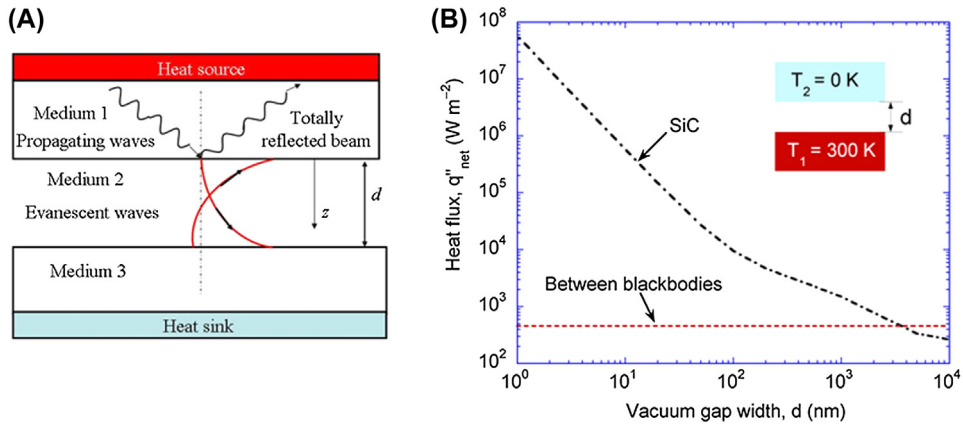 (A)
Heat source
Medium 1
Propagating waves
Totally
reflected beam
Medium 2
Evanescent waves
z
d
Medium 3
Heat sink
(B)
Heat flux, q''net (W m−2)
10^8
10^7
10^6
10^5
10^4
10^3
10^2
SiC
T2 = 0 K
d
T1 = 300 K
Between blackbodies
10^0
10^1
10^2
10^3
10^4
Vacuum gap width, d (nm)